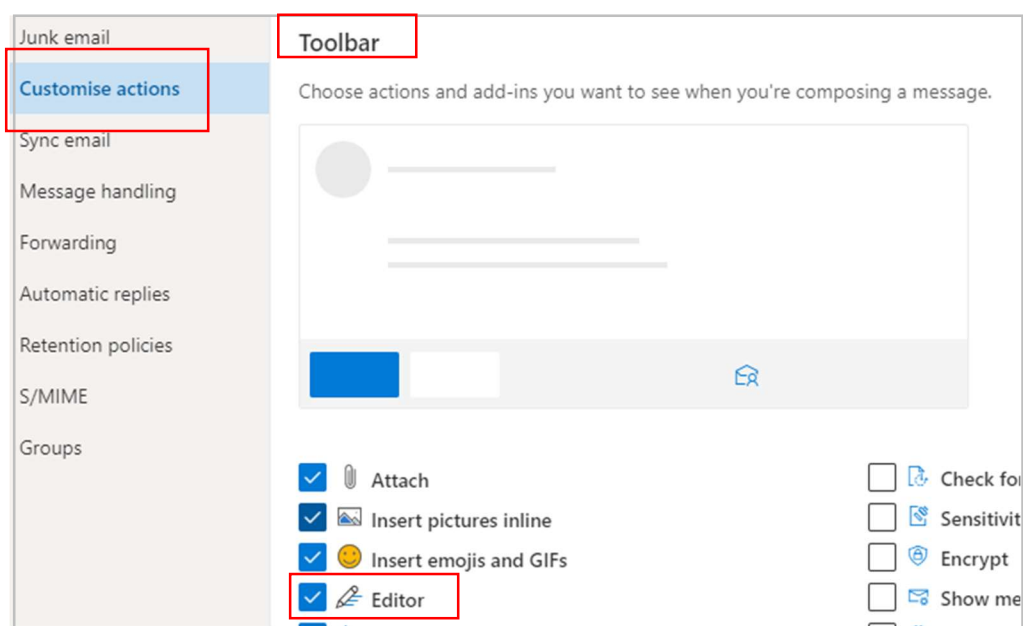 Junk email
Customise actions
Sync email
Message handling
Forwarding
Automatic replies
Retention policies
S/MIME
Groups
Toolbar
Choose actions and add-ins you want to see when you're composing a message.
Attach
Insert pictures inline
Insert emojis and GIFs
Editor
Check
Encrypt
Show